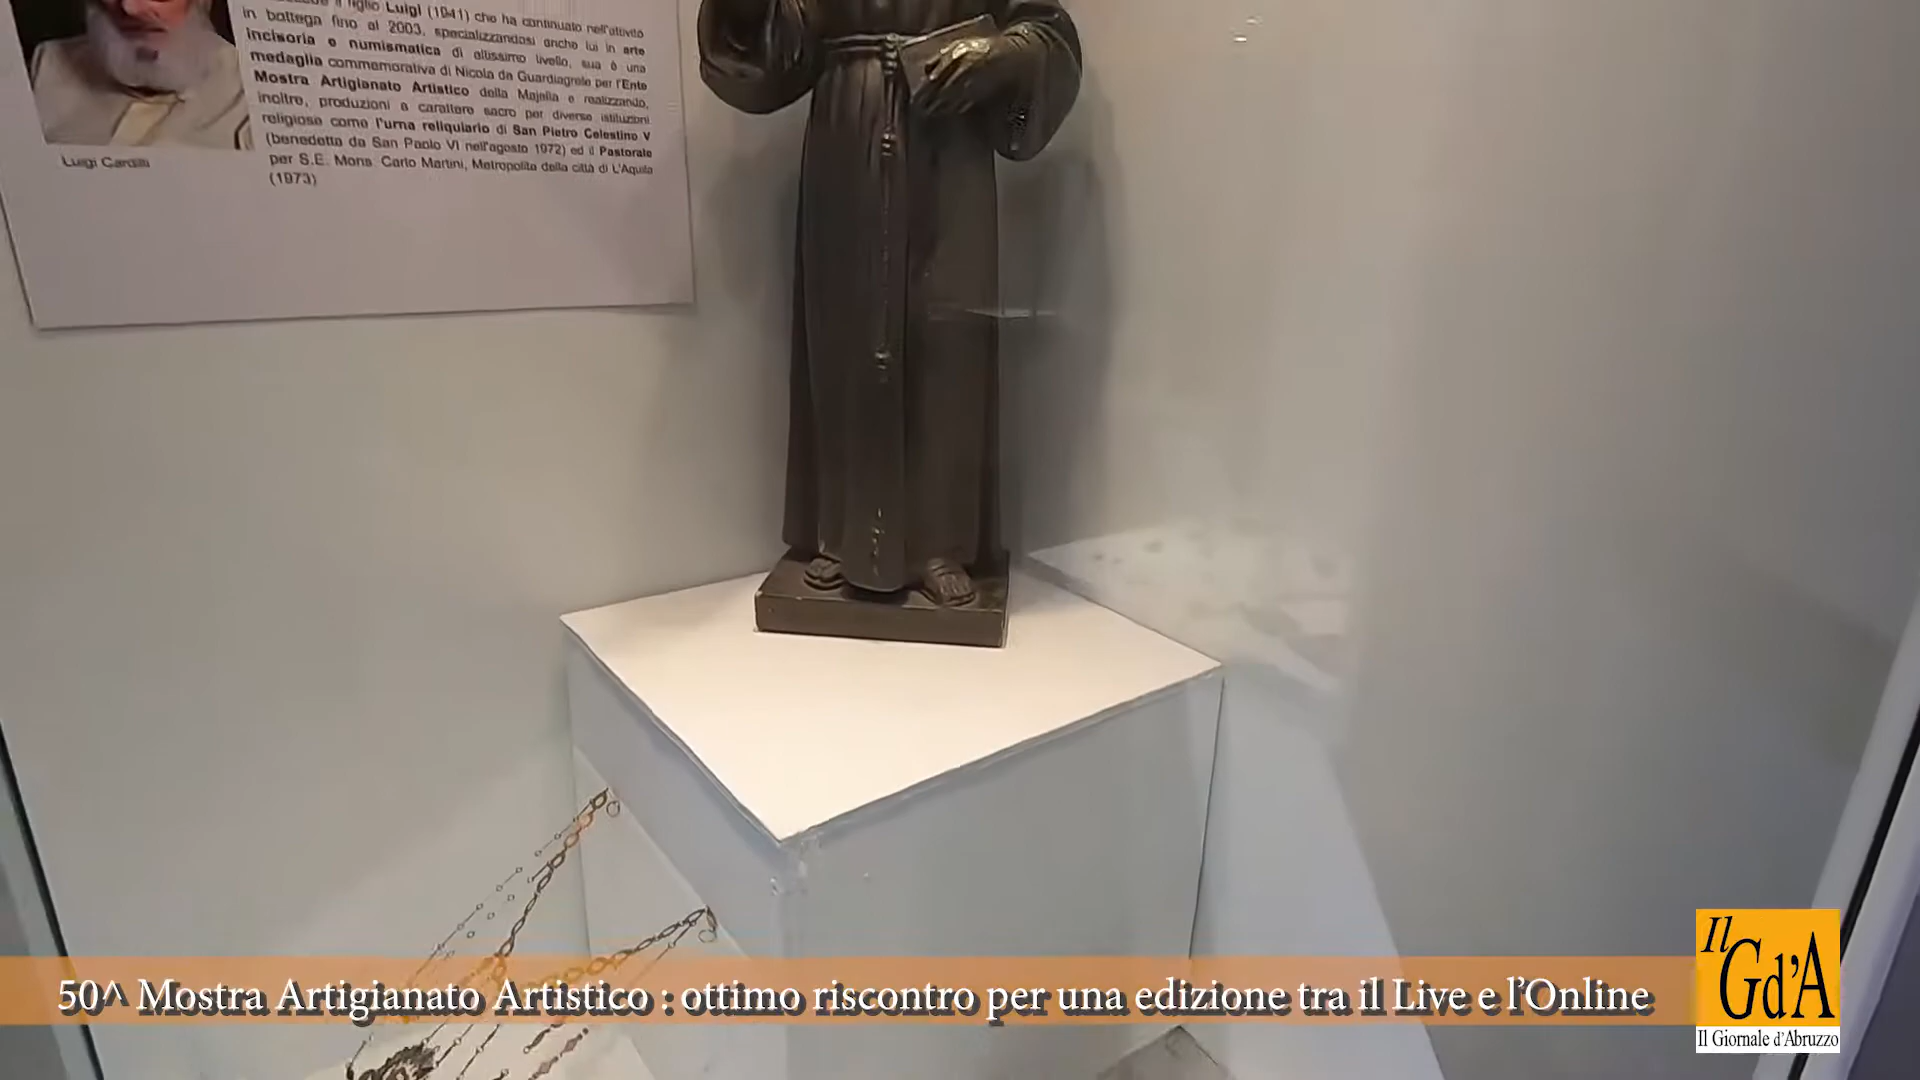 figlio Luigi (1941) che ha continuato nell'attività
in bottega fino al 2003, specializzandosi anche lui in arte
incisoria e numismatica di altissimo livello, sua è una
medaglia commemorativa di Nicola da Guardiagrele per l'Ente
Mostra Artigianato Artistico della Majella e realizzando,
inoltre, produzioni a carattere sacro per diverse istituzioni
religiose come l'urna reliquiario di San Pietro Celestino V
(benedetta da San Paolo VI nell'agosto 1972) ed il Pastorale
per S.E. Mons. Carlo Martini, Metropolita della città di L'Aquila
(1973)
Luigi Cardilli
50^ Mostra Artigianato Artistico : ottimo riscontro per una edizione tra il Live e l'Online
Il
Gd'A
Il Giornale d'Abruzzo